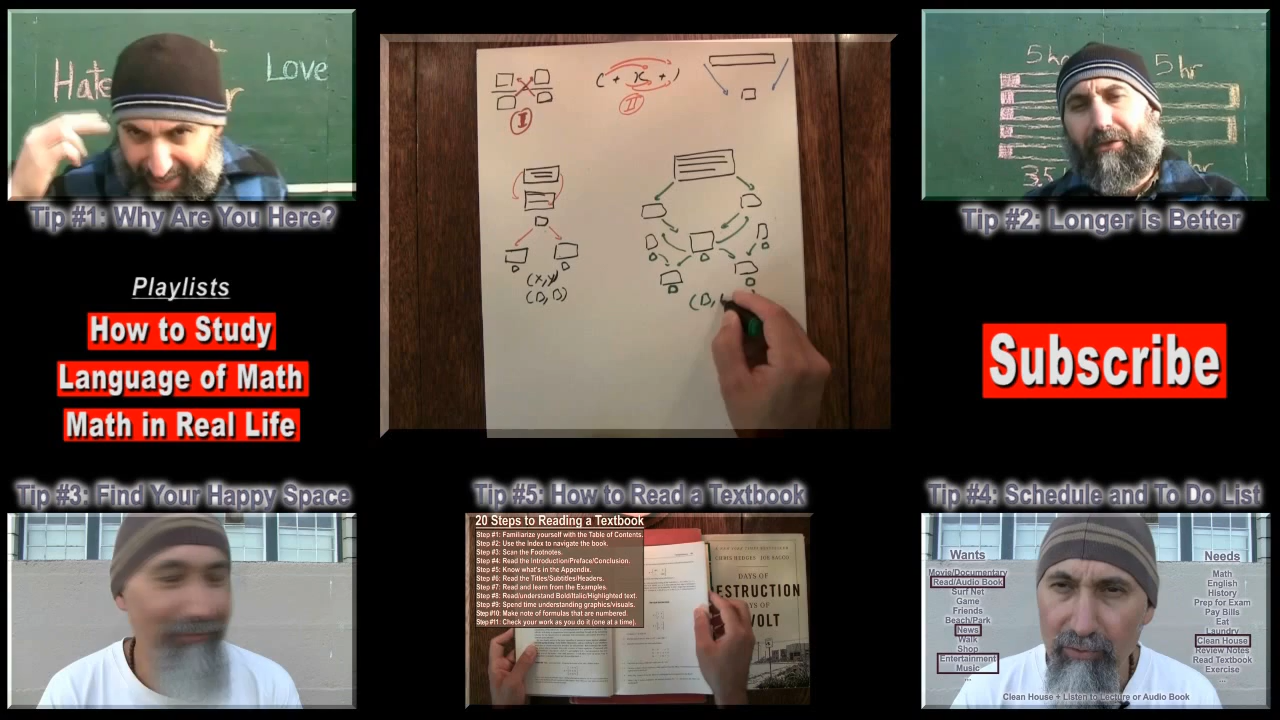 Hate
Love
Tip #1: Why Are You Here?
I
( + x + )
II
(x,y)
5 hr
3.5
hr
Tip #2: Longer is Better
Playlists
How to Study
Language of Math
Math in Real Life
Subscribe
Tip #3: Find Your Happy Space
Tip #5: How to Read a Textbook
20 Steps to Reading a Textbook
Step #1: Familiarize yourself with the Table of Contents.
Step #2: Use the Index to navigate the book.
Step #3: Scan the Footnotes.
Step #4: Read the Introduction/Preface/Conclusion.
Step #5: Know what's in the Appendix.
Step #6: Read the Titles/Subtitles/Headers.
Step #7: Read and learn from the Examples.
Step #8: Read/understand Bold/Italic/Highlighted text.
Step #9: Spend time understanding graphics/visuals.
Step #10: Make note of formulas that are numbered.
Step #11: Check your work as you do it (one at a time).
CHRIS HEDGES JOE SACCO
DAYS OF
ESTRUCTION
YS OF
VOLT
Tip #4: Schedule and To Do List
Wants
Movie/Documentary
Read/Audio Book
Surf Net
Game
Friends
Beach/Park
News
Walk
Shop
Entertainment
Music
...
Needs
Math
English
History
Prep for Exam
Pay Bills
Eat
Laundry
Clean House
Review Notes
Read Textbook
Exercise
...
Clean House + Listen to Lecture or Audio Book